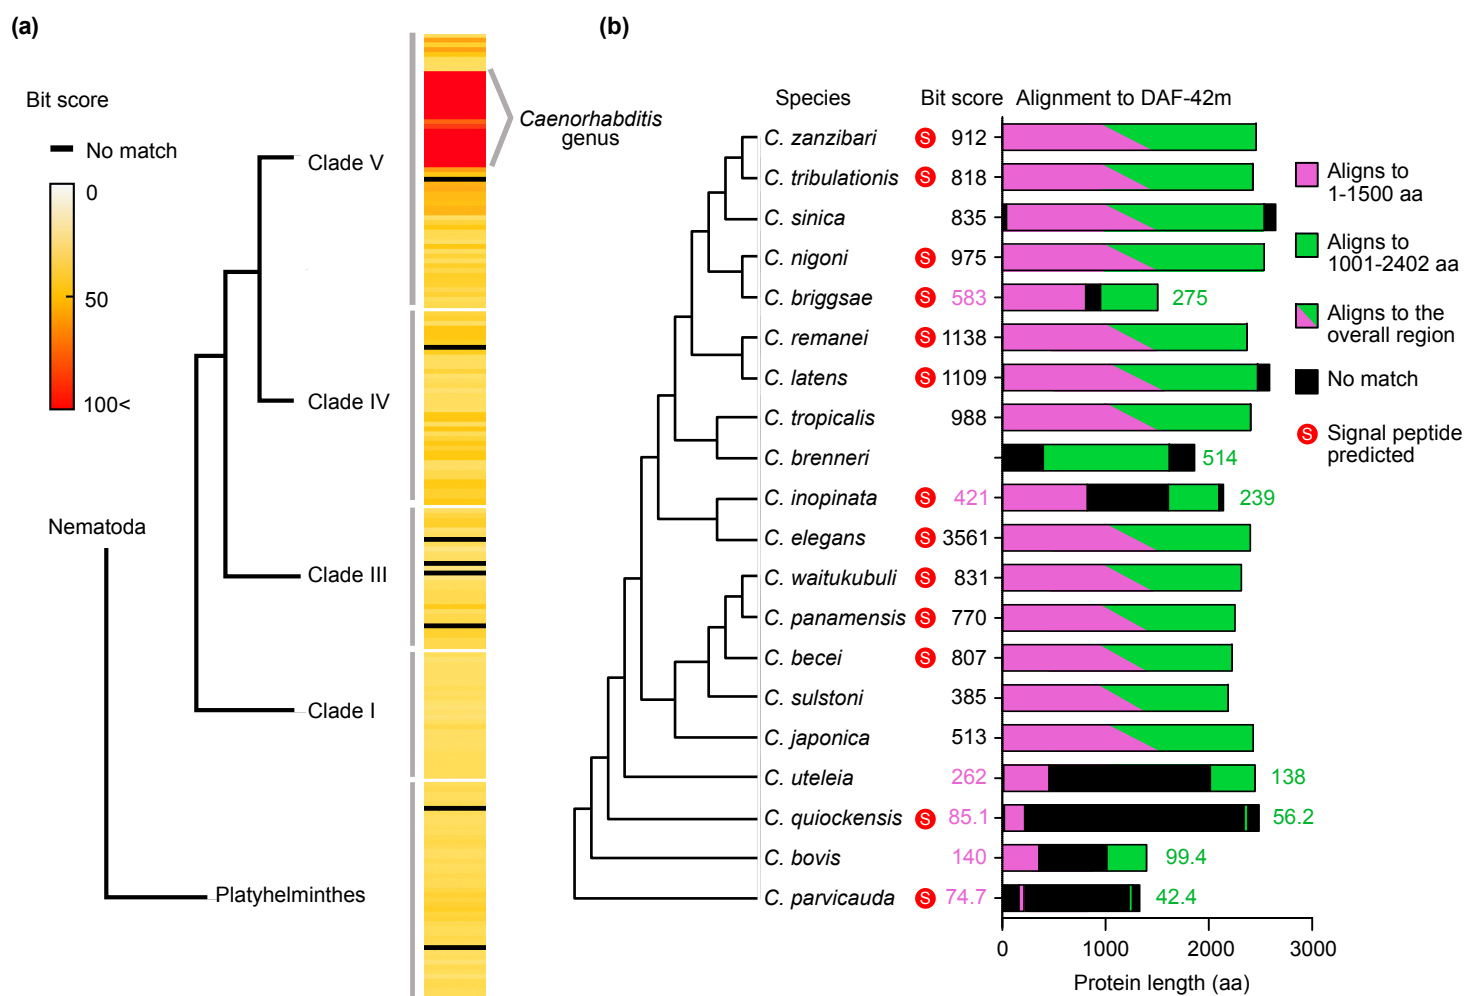 (a)
Bit score
No match
0
50
100<
Clade V
Clade IV
Clade III
Clade I
Nematoda
Platyhelminthes
Caenorhabditis
genus
(b)
Species Bit score Alignment to DAF-42m
C. zanzibari S 912
C. tribulationis S 818
C. sinica 835
C. nigoni S 975
C. briggsae S 583 275
C. remanei S 1138
C. latens S 1109
C. tropicalis 988
C. brenneri 514
C. inopinata S 421 239
C. elegans S 3561
C. waitukubuli S 831
C. panamensis S 770
C. becei S 807
C. sulstoni 385
C. japonica 513
C. uteleia 262 138
C. quiockensis S 85.1 56.2
C. bovis 140 99.4
C. parvicauda S 74.7 42.4
0 1000 2000 3000
Protein length (aa)
Aligns to
1-1500 aa
Aligns to
1001-2402 aa
Aligns to the
overall region
No match
S Signal peptide
predicted